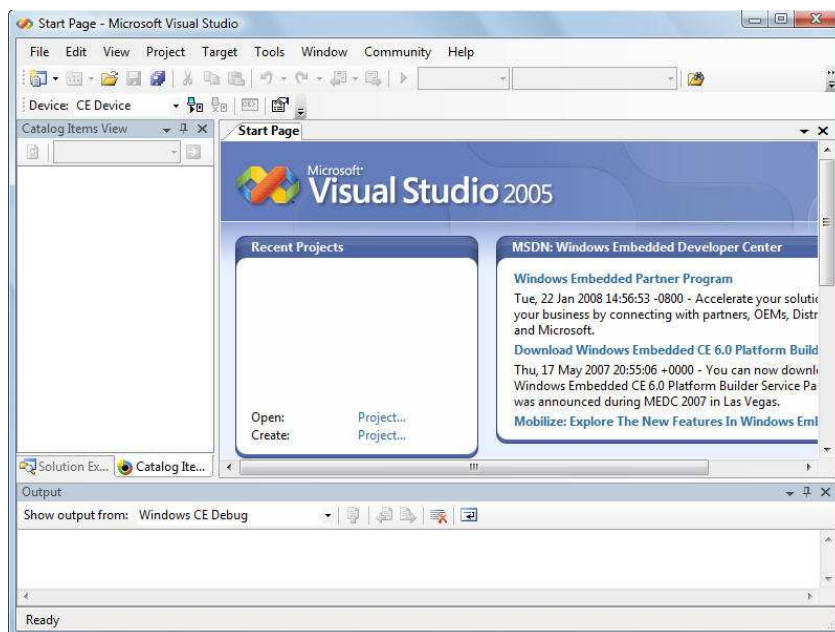 Start Page - Microsoft Visual Studio
File Edit View Project Target Tools Window Community Help
Device: CE Device
Catalog Items View
Start Page
Microsoft
Visual Studio 2005
Recent Projects
Open: Project...
Create: Project...
MSDN: Windows Embedded Developer Center
Windows Embedded Partner Program
Tue, 22 Jan 2008 14:56:53 -0800 - Accelerate your solutio
your business by connecting with partners, OEMs, Distr
and Microsoft.
Download Windows Embedded CE 6.0 Platform Build
Thu, 17 May 2007 20:55:06 +0000 - You can now downl
Windows Embedded CE 6.0 Platform Builder Service Pa
was announced during MEDC 2007 in Las Vegas.
Mobilize: Explore The New Features In Windows Eml
Solution Ex... Catalog Ite...
Output
Show output from: Windows CE Debug
Ready